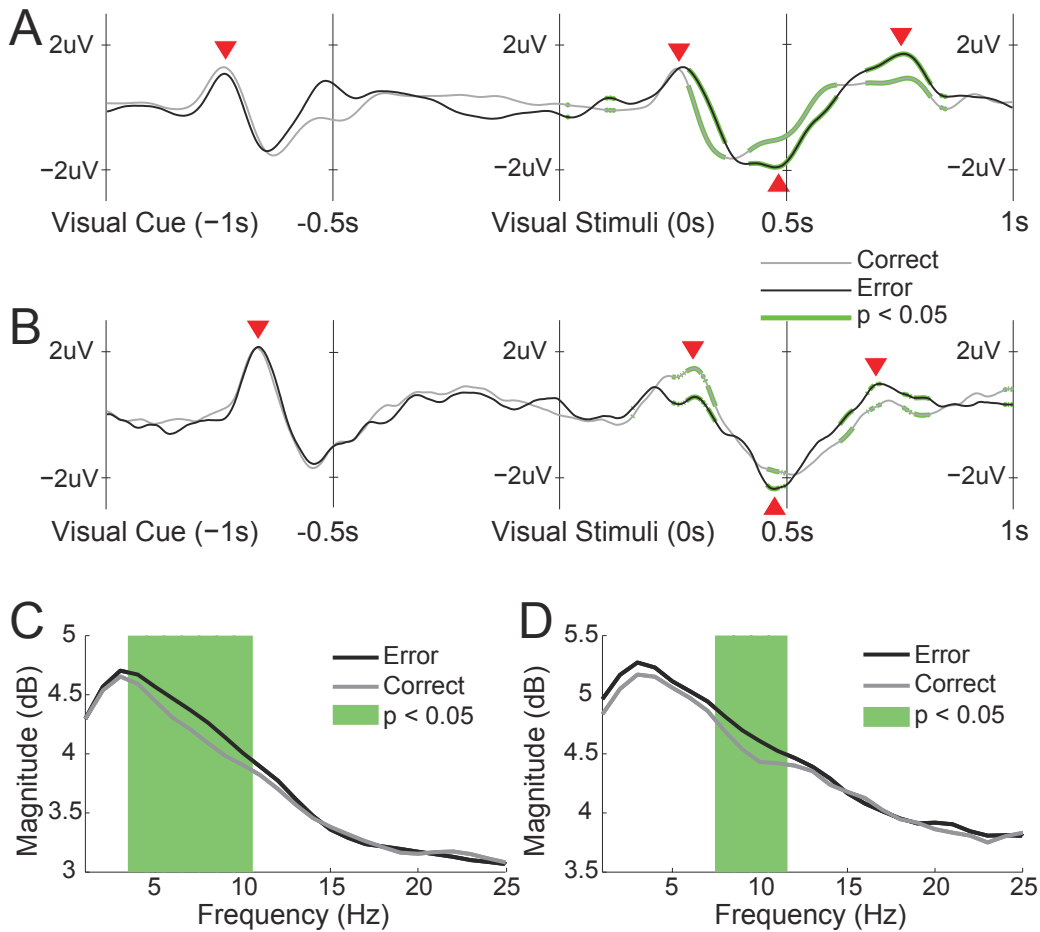 A
2uV
2uV
2uV
−2uV
−2uV
−2uV
Visual Cue (−1s)
-0.5s
Visual Stimuli (0s)
0.5s
1s
Correct
Error
p < 0.05
B
2uV
2uV
2uV
−2uV
−2uV
−2uV
Visual Cue (−1s)
-0.5s
Visual Stimuli (0s)
0.5s
1s
C
Magnitude (dB)
5
4.5
4
3.5
3
5
10
15
20
25
Frequency (Hz)
Error
Correct
p < 0.05
D
Magnitude (dB)
5.5
5
4.5
4
3.5
5
10
15
20
25
Frequency (Hz)
Error
Correct
p < 0.05